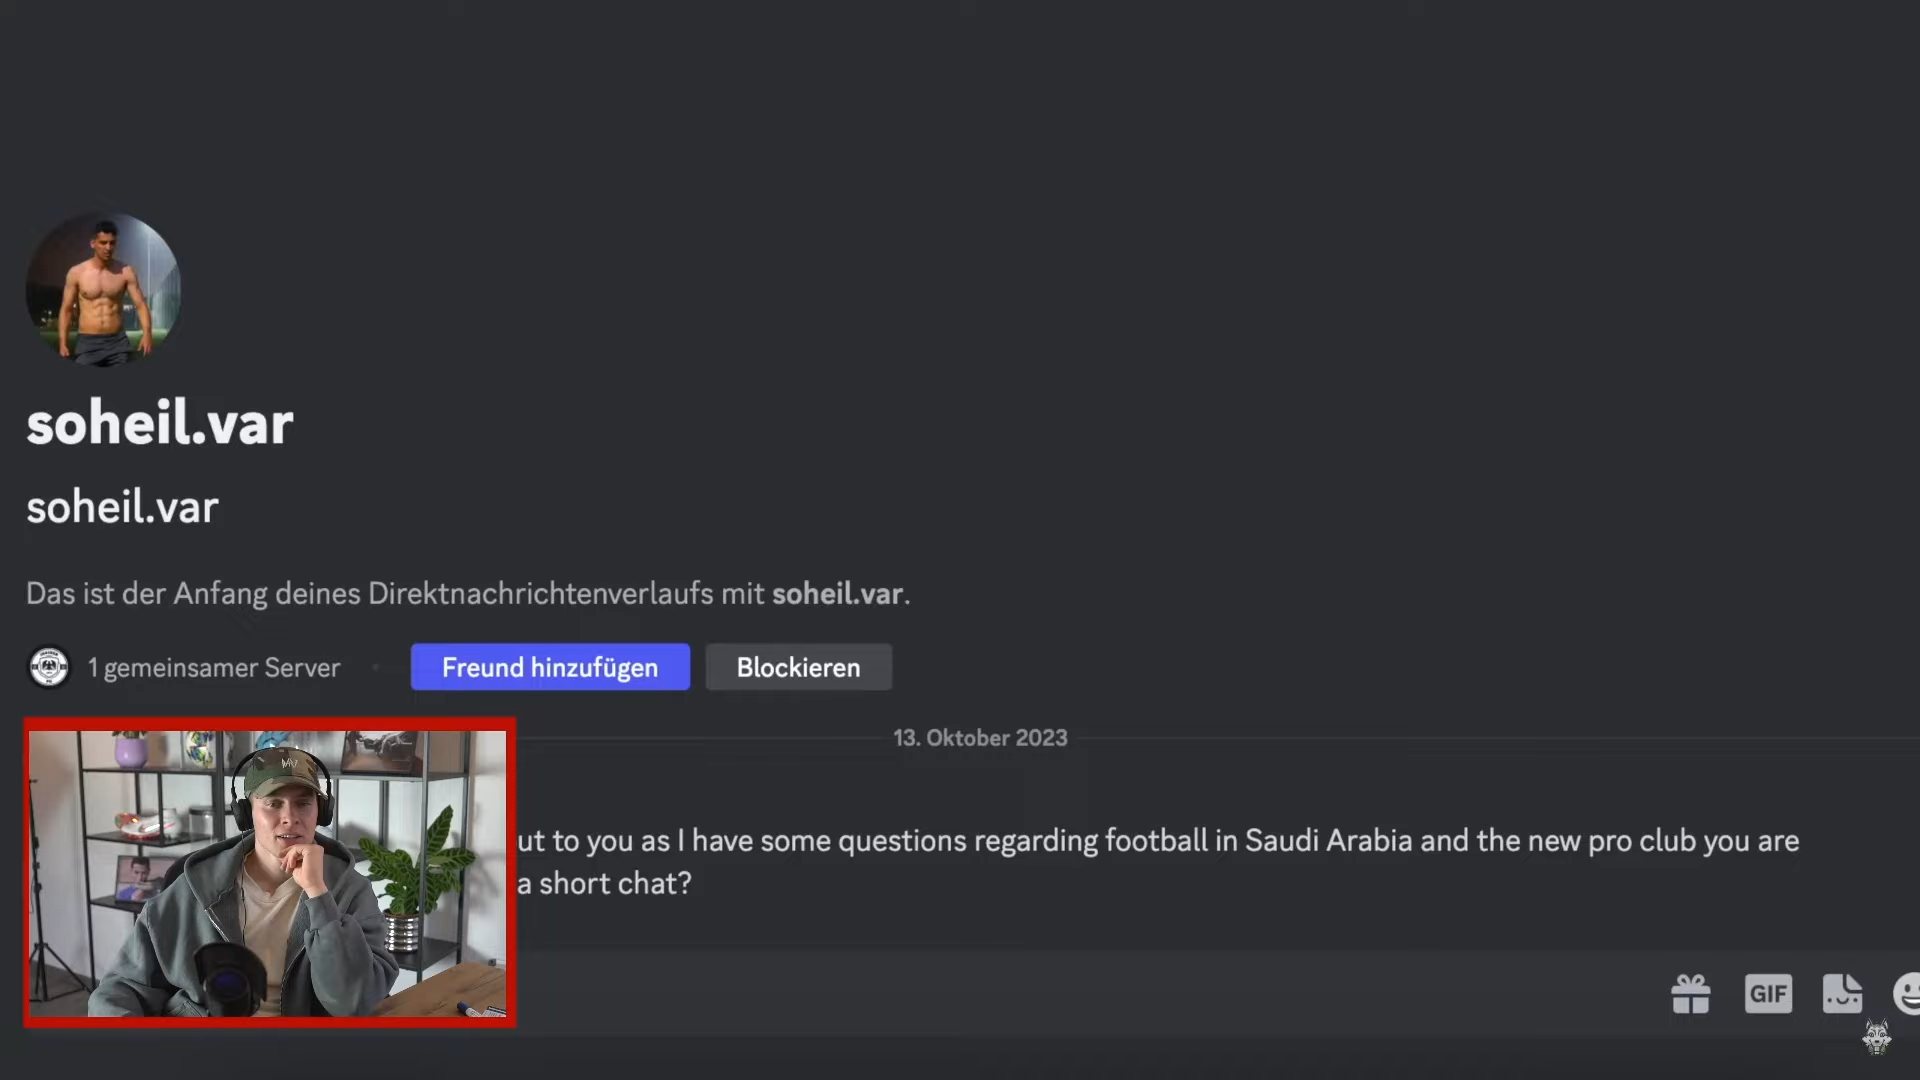 soheil.var
soheil.var
Das ist der Anfang deines Direktnachrichtenverlaufs mit soheil.var.
1 gemeinsamer Server
Freund hinzufügen
Blockieren
13. Oktober 2023
ut to you as I have some questions regarding football in Saudi Arabia and the new pro club you are
a short chat?
GIF